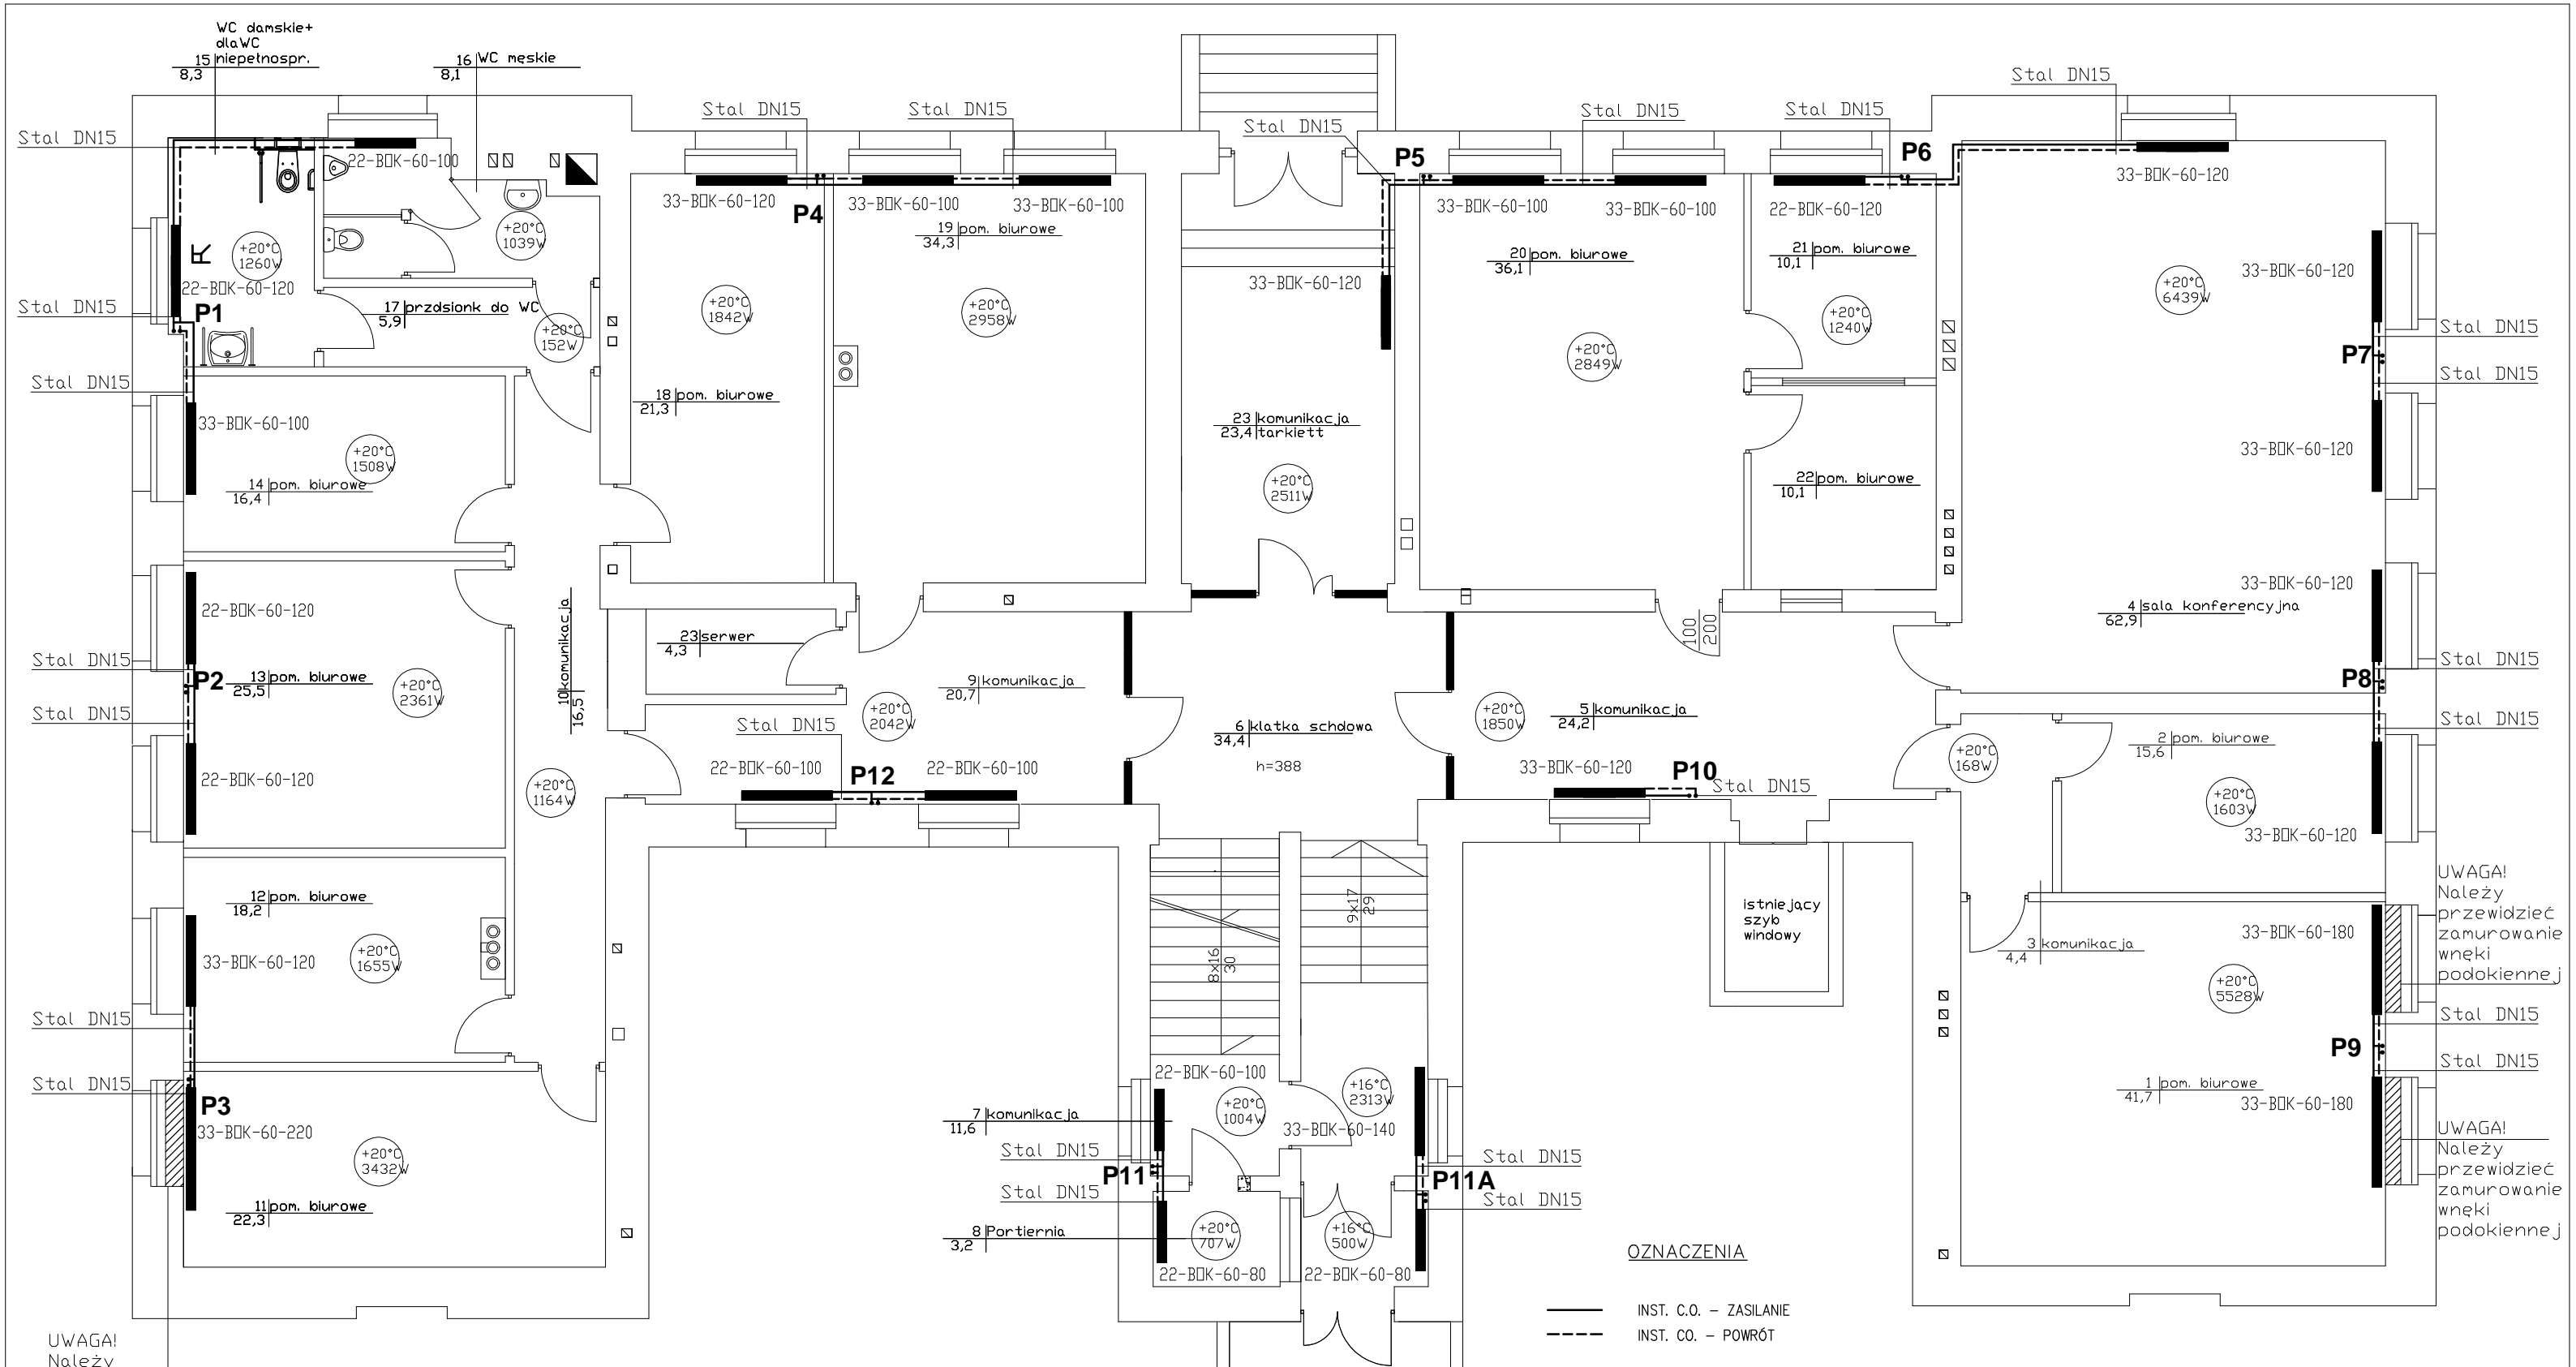 WC damskie+
dlaWC
15 niepełnospr.
8,3
16 WC męskie
8,1
Stal DN15
Stal DN15
Stal DN15
Stal DN15
Stal DN15
Stal DN15
Stal DN15
Stal DN15
22-BOK-60-100
P5
P6
33-BOK-60-120
33-BOK-60-120
P4
33-BOK-60-100
33-BOK-60-100
33-BOK-60-100
33-BOK-60-100
22-BOK-60-120
+20°C
1039W
19 pom. biurowe
34,3
20 pom. biurowe
36,1
21 pom. biurowe
10,1
+20°C
1260W
22-BOK-60-120
33-BOK-60-120
33-BOK-60-120
+20°C
6439W
Stal DN15
P1
17 przdsionk do WC
5,9
+20°C
152W
+20°C
1842W
+20°C
2958W
+20°C
2849W
+20°C
1240W
Stal DN15
P7
Stal DN15
Stal DN15
18 pom. biurowe
21,3
23 komunikacja
23,4 tarkiett
33-BOK-60-100
33-BOK-60-120
+20°C
1508W
14 pom. biurowe
16,4
+20°C
2511W
22 pom. biurowe
10,1
22-BOK-60-120
33-BOK-60-120
4 sala konferencyjna
62,9
10 komunikacja
16,5
23 serwer
4,3
100
200
Stal DN15
P2
13 pom. biurowe
25,5
+20°C
2361W
9 komunikacja
20,7
Stal DN15
P8
Stal DN15
Stal DN15
Stal DN15
+20°C
2042W
6 klatka schdowa
34,4
h=388
+20°C
1850W
5 komunikacja
24,2
+20°C
168W
2 pom. biurowe
15,6
22-BOK-60-120
+20°C
1164W
22-BOK-60-100
P12
22-BOK-60-100
33-BOK-60-120
P10
Stal DN15
+20°C
1603W
33-BOK-60-120
12 pom. biurowe
18,2
33-BOK-60-120
+20°C
1655W
8x16
30
9x17
29
istniejący
szyb
windowy
3 komunikacja
4,4
33-BOK-60-180
UWAGA!
Należy
przewidzieć
zamurowanie
wnęki
podokiennej
+20°C
5528W
Stal DN15
Stal DN15
P9
Stal DN15
Stal DN15
P3
33-BOK-60-220
22-BOK-60-100
+20°C
1004W
+16°C
2313W
7 komunikacja
11,6
33-BOK-60-140
1 pom. biurowe
41,7
33-BOK-60-180
UWAGA!
Należy
przewidzieć
zamurowanie
wnęki
podokiennej
+20°C
3432W
11 pom. biurowe
22,3
Stal DN15
P11
Stal DN15
Stal DN15
P11A
Stal DN15
8 Portiernia
3,2
+20°C
707W
+16°C
500W
22-BOK-60-80
22-BOK-60-80
OZNACZENIA
INST. C.O. - ZASILANIE
INST. CO. - POWRÓT
UWAGA!
Należy